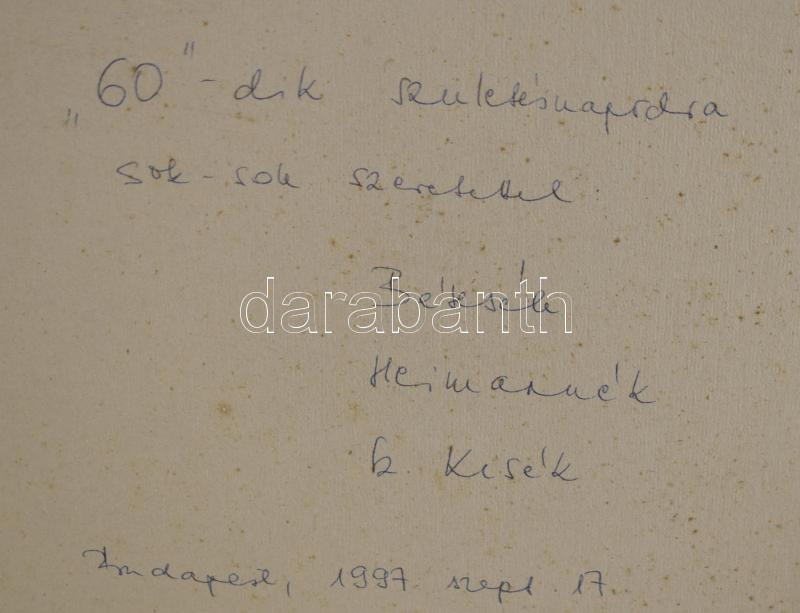 „60"-dik születésnapodra
sok-sok szeretettel
darabanth
Heimannék
k. Kisék
Budapest, 1997 szept. 17.